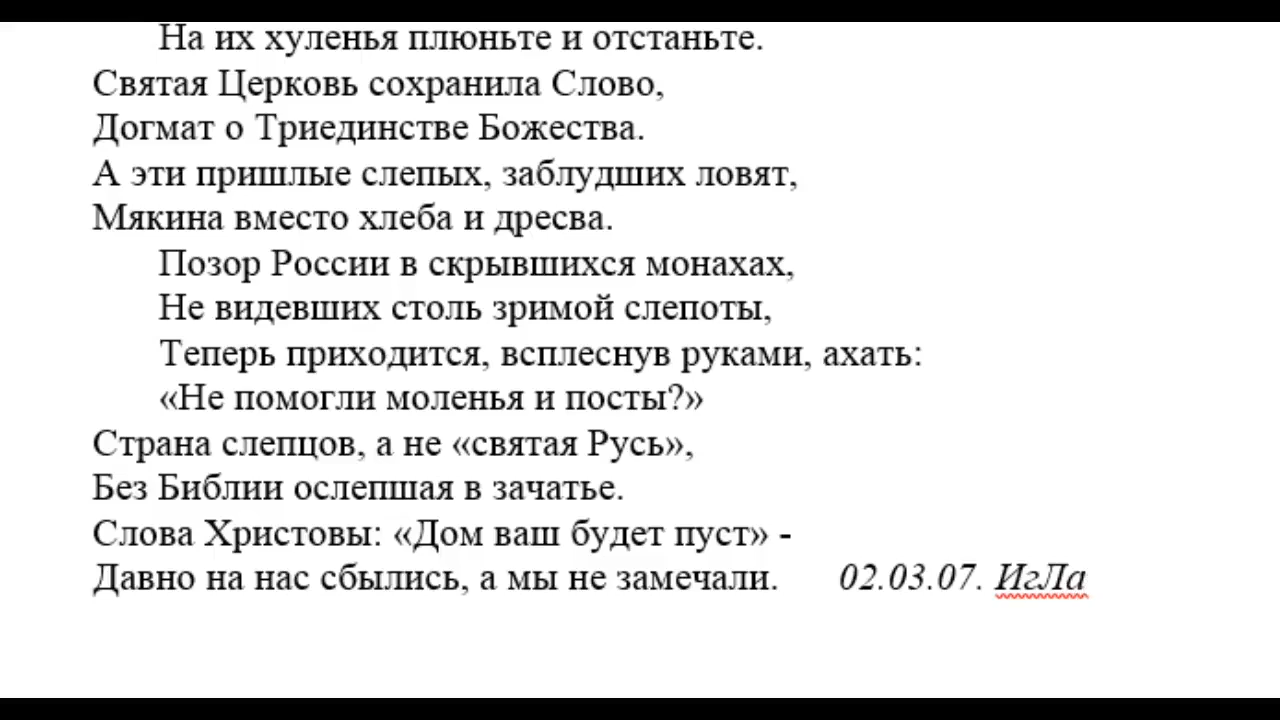 На их хуленья плюньте и отстаньте.
Святая Церковь сохранила Слово,
Догмат о Триединстве Божества.
А эти пришлые слепых, заблудших ловят,
Мякина вместо хлеба и дресва.
Позор России в скрывшихся монахах,
Не видевших столь зримой слепоты,
Теперь приходится, всплеснув руками, ахать:
«Не помогли моленья и посты?»
Страна слепцов, а не «святая Русь»,
Без Библии ослепшая в зачатье.
Слова Христовы: «Дом ваш будет пуст» -
Давно на нас сбылись, а мы не замечали. 02.03.07. ИгЛа